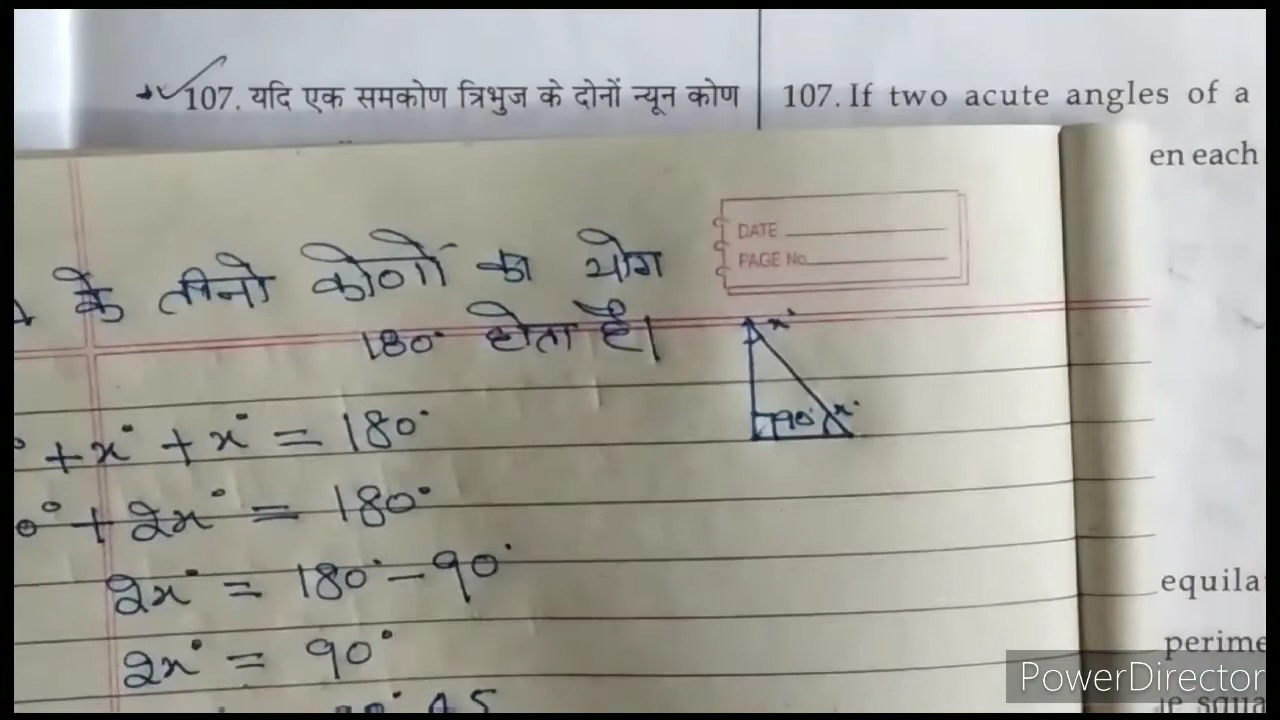 107. यदि एक समकोण त्रिभुज के दोनों न्यून कोण
107. If two acute angles of a
en each
DATE
PAGE No.
के तीनो कोणों का योग
180° होता है।
x°
90° x°
+ x° + x° = 180°
0° + 2x° = 180°
2x° = 180° - 90°
2x° = 90°
equila
perime
PowerDirector